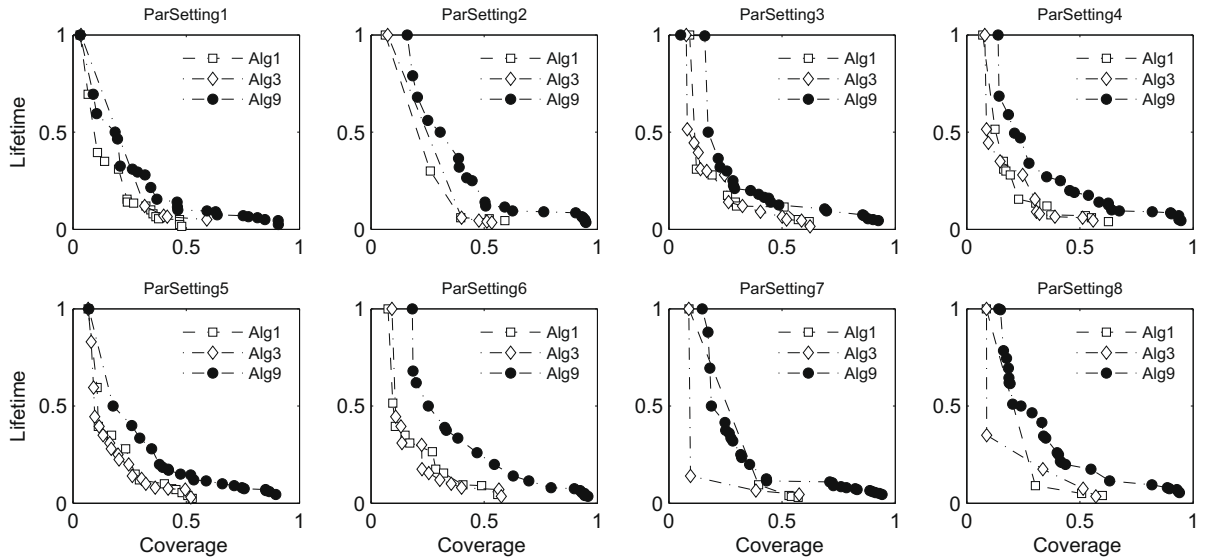 ParSetting1
ParSetting2
ParSetting3
ParSetting4
1
0.5
0
Lifetime
0 0.5 1
Alg1
Alg3
Alg9
1
0.5
0
0 0.5 1
Alg1
Alg3
Alg9
1
0.5
0
0 0.5 1
Alg1
Alg3
Alg9
1
0.5
0
0 0.5 1
Alg1
Alg3
Alg9
ParSetting5
ParSetting6
ParSetting7
ParSetting8
1
0.5
0
Lifetime
0 0.5 1
Coverage
Alg1
Alg3
Alg9
1
0.5
0
0 0.5 1
Coverage
Alg1
Alg3
Alg9
1
0.5
0
0 0.5 1
Coverage
Alg1
Alg3
Alg9
1
0.5
0
0 0.5 1
Coverage
Alg1
Alg3
Alg9